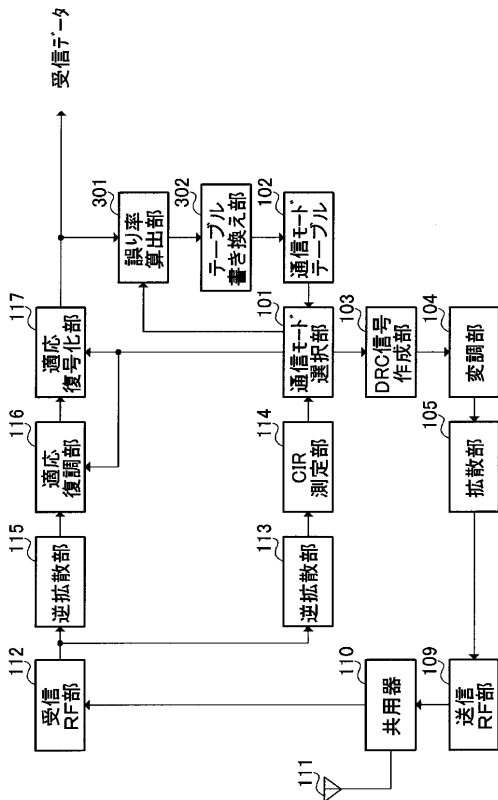 112
受信
RF部
115
逆拡散部
116
適応
復調部
117
適応
復号化部
受信データ
301
誤り率
算出部
302
テーブル
書き換え部
102
通信モード
テーブル
113
逆拡散部
114
CIR
測定部
101
通信モード
選択部
103
DRC信号
作成部
104
変調部
105
拡散部
109
送信
RF部
110
共用器
111